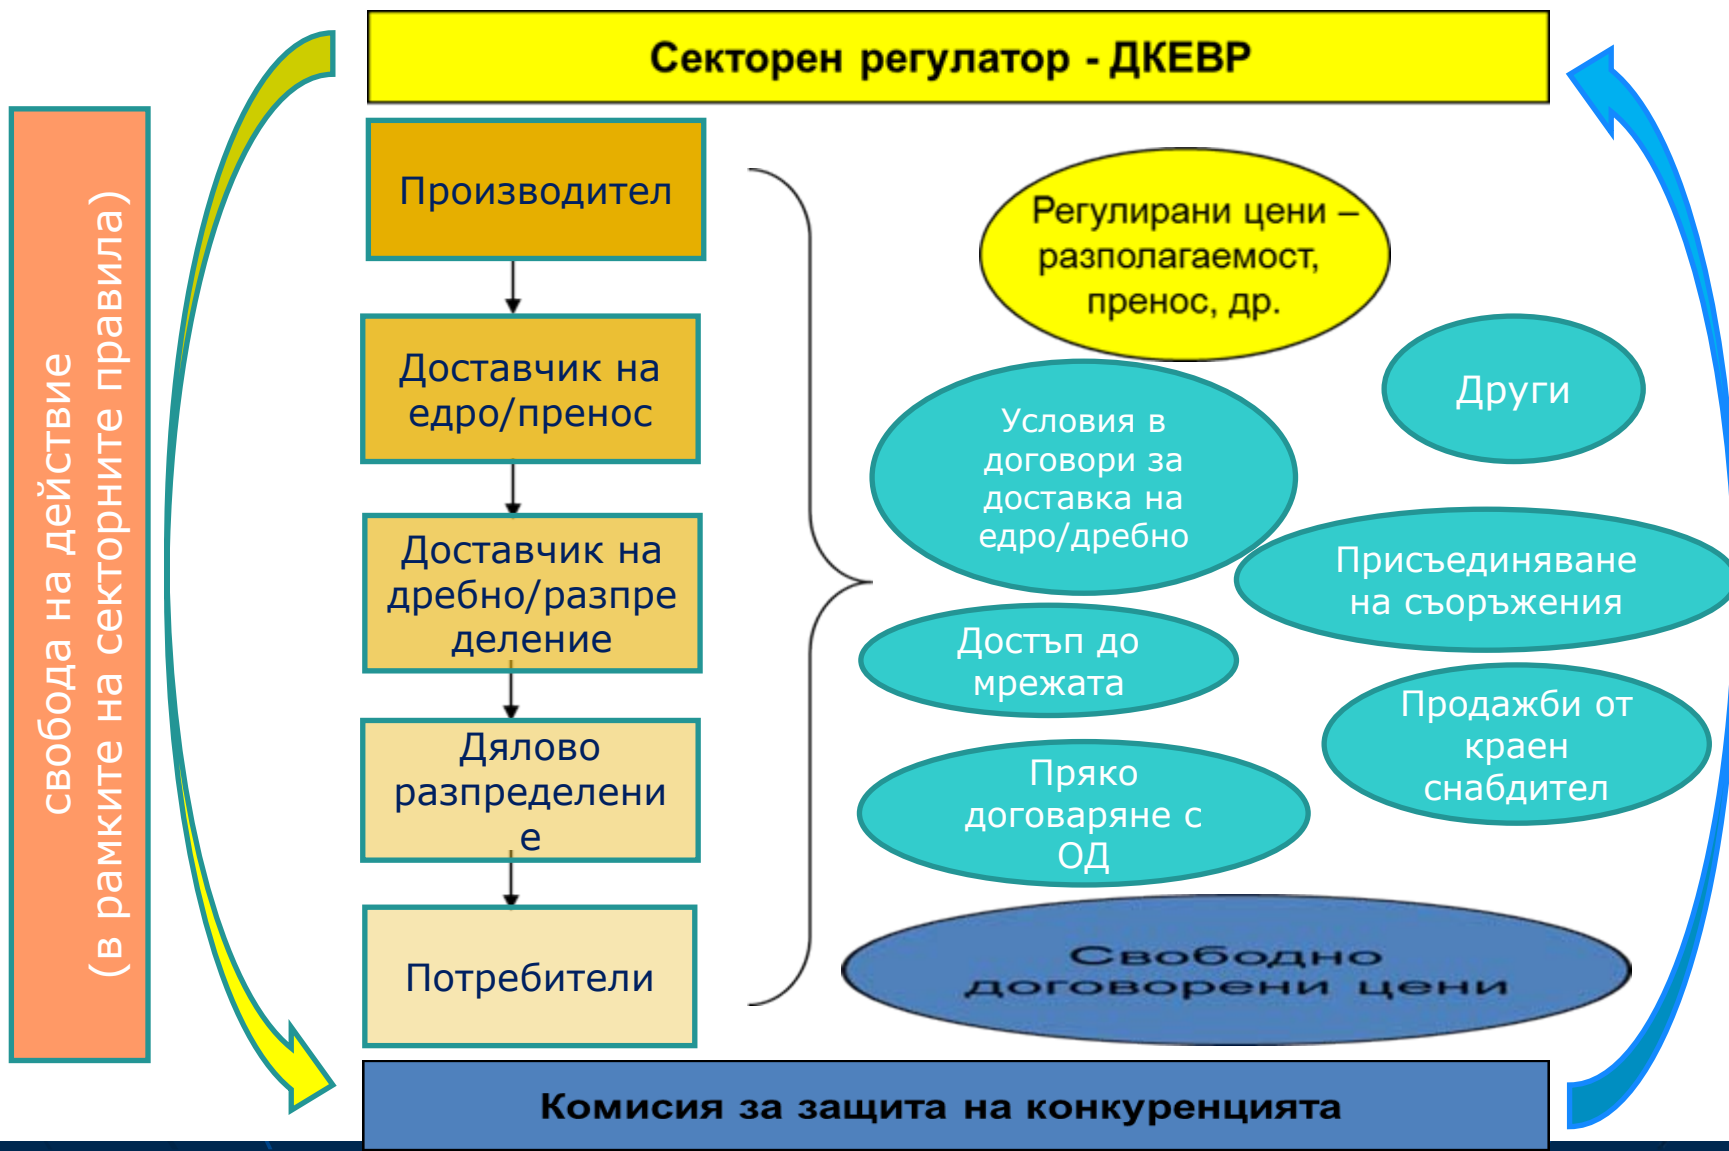 Секторен регулатор - ДКЕВР
свобода на действие
(в рамките на секторните правила)
Производител
Доставчик на
едро/пренос
Доставчик на
дребно/разпре
деление
Дялово
разпределени
е
Потребители
Регулирани цени –
разполагаемост,
пренос, др.
Други
Условия в
договори за
доставка на
едро/дребно
Присъединяване
на съоръжения
Достъп до
мрежата
Продажби от
краен
снабдител
Пряко
договаряне с
ОД
Свободно
договорени цени
Комисия за защита на конкуренцията